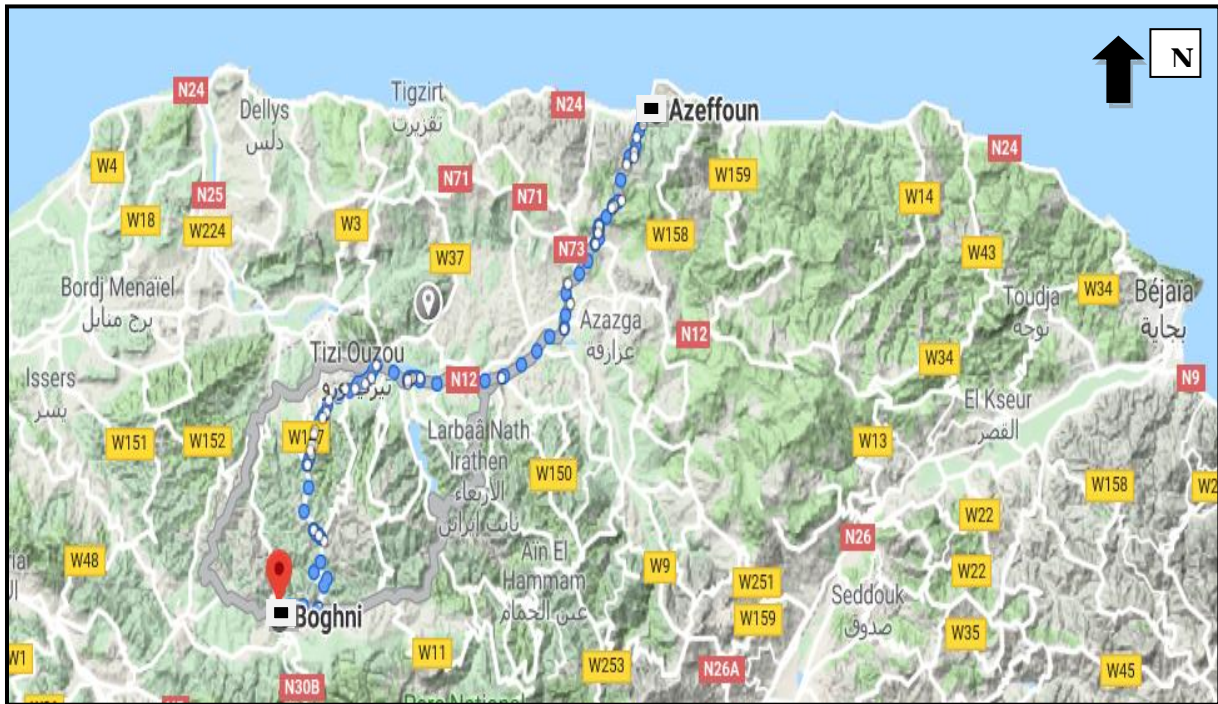 N
N24
Dellys
دلس
Tigzirt
تقزيرت
N24
Azeffoun
N24
W4
N71
W159
N25
N71
W14
W18
W224
W3
N73
W158
W37
W43
Bordj Menaïel
برج منايل
Toudja
توجة
W34
Béjaïa
بجاية
Azazga
عزازقة
N12
Tizi Ouzou
تيزي وزو
W34
Issers
يسر
N12
N9
El Kseur
القصر
W151
W152
Larbaâ Nath
Irathen
الأربعاء
نايت ايراثن
W13
W150
W158
W22
N26
Aïn El
Hammam
عين الحمام
W48
W9
W251
W22
Seddouk
صدوق
W159
Boghni
W35
W11
W1
W253
N26A
W45
N30B